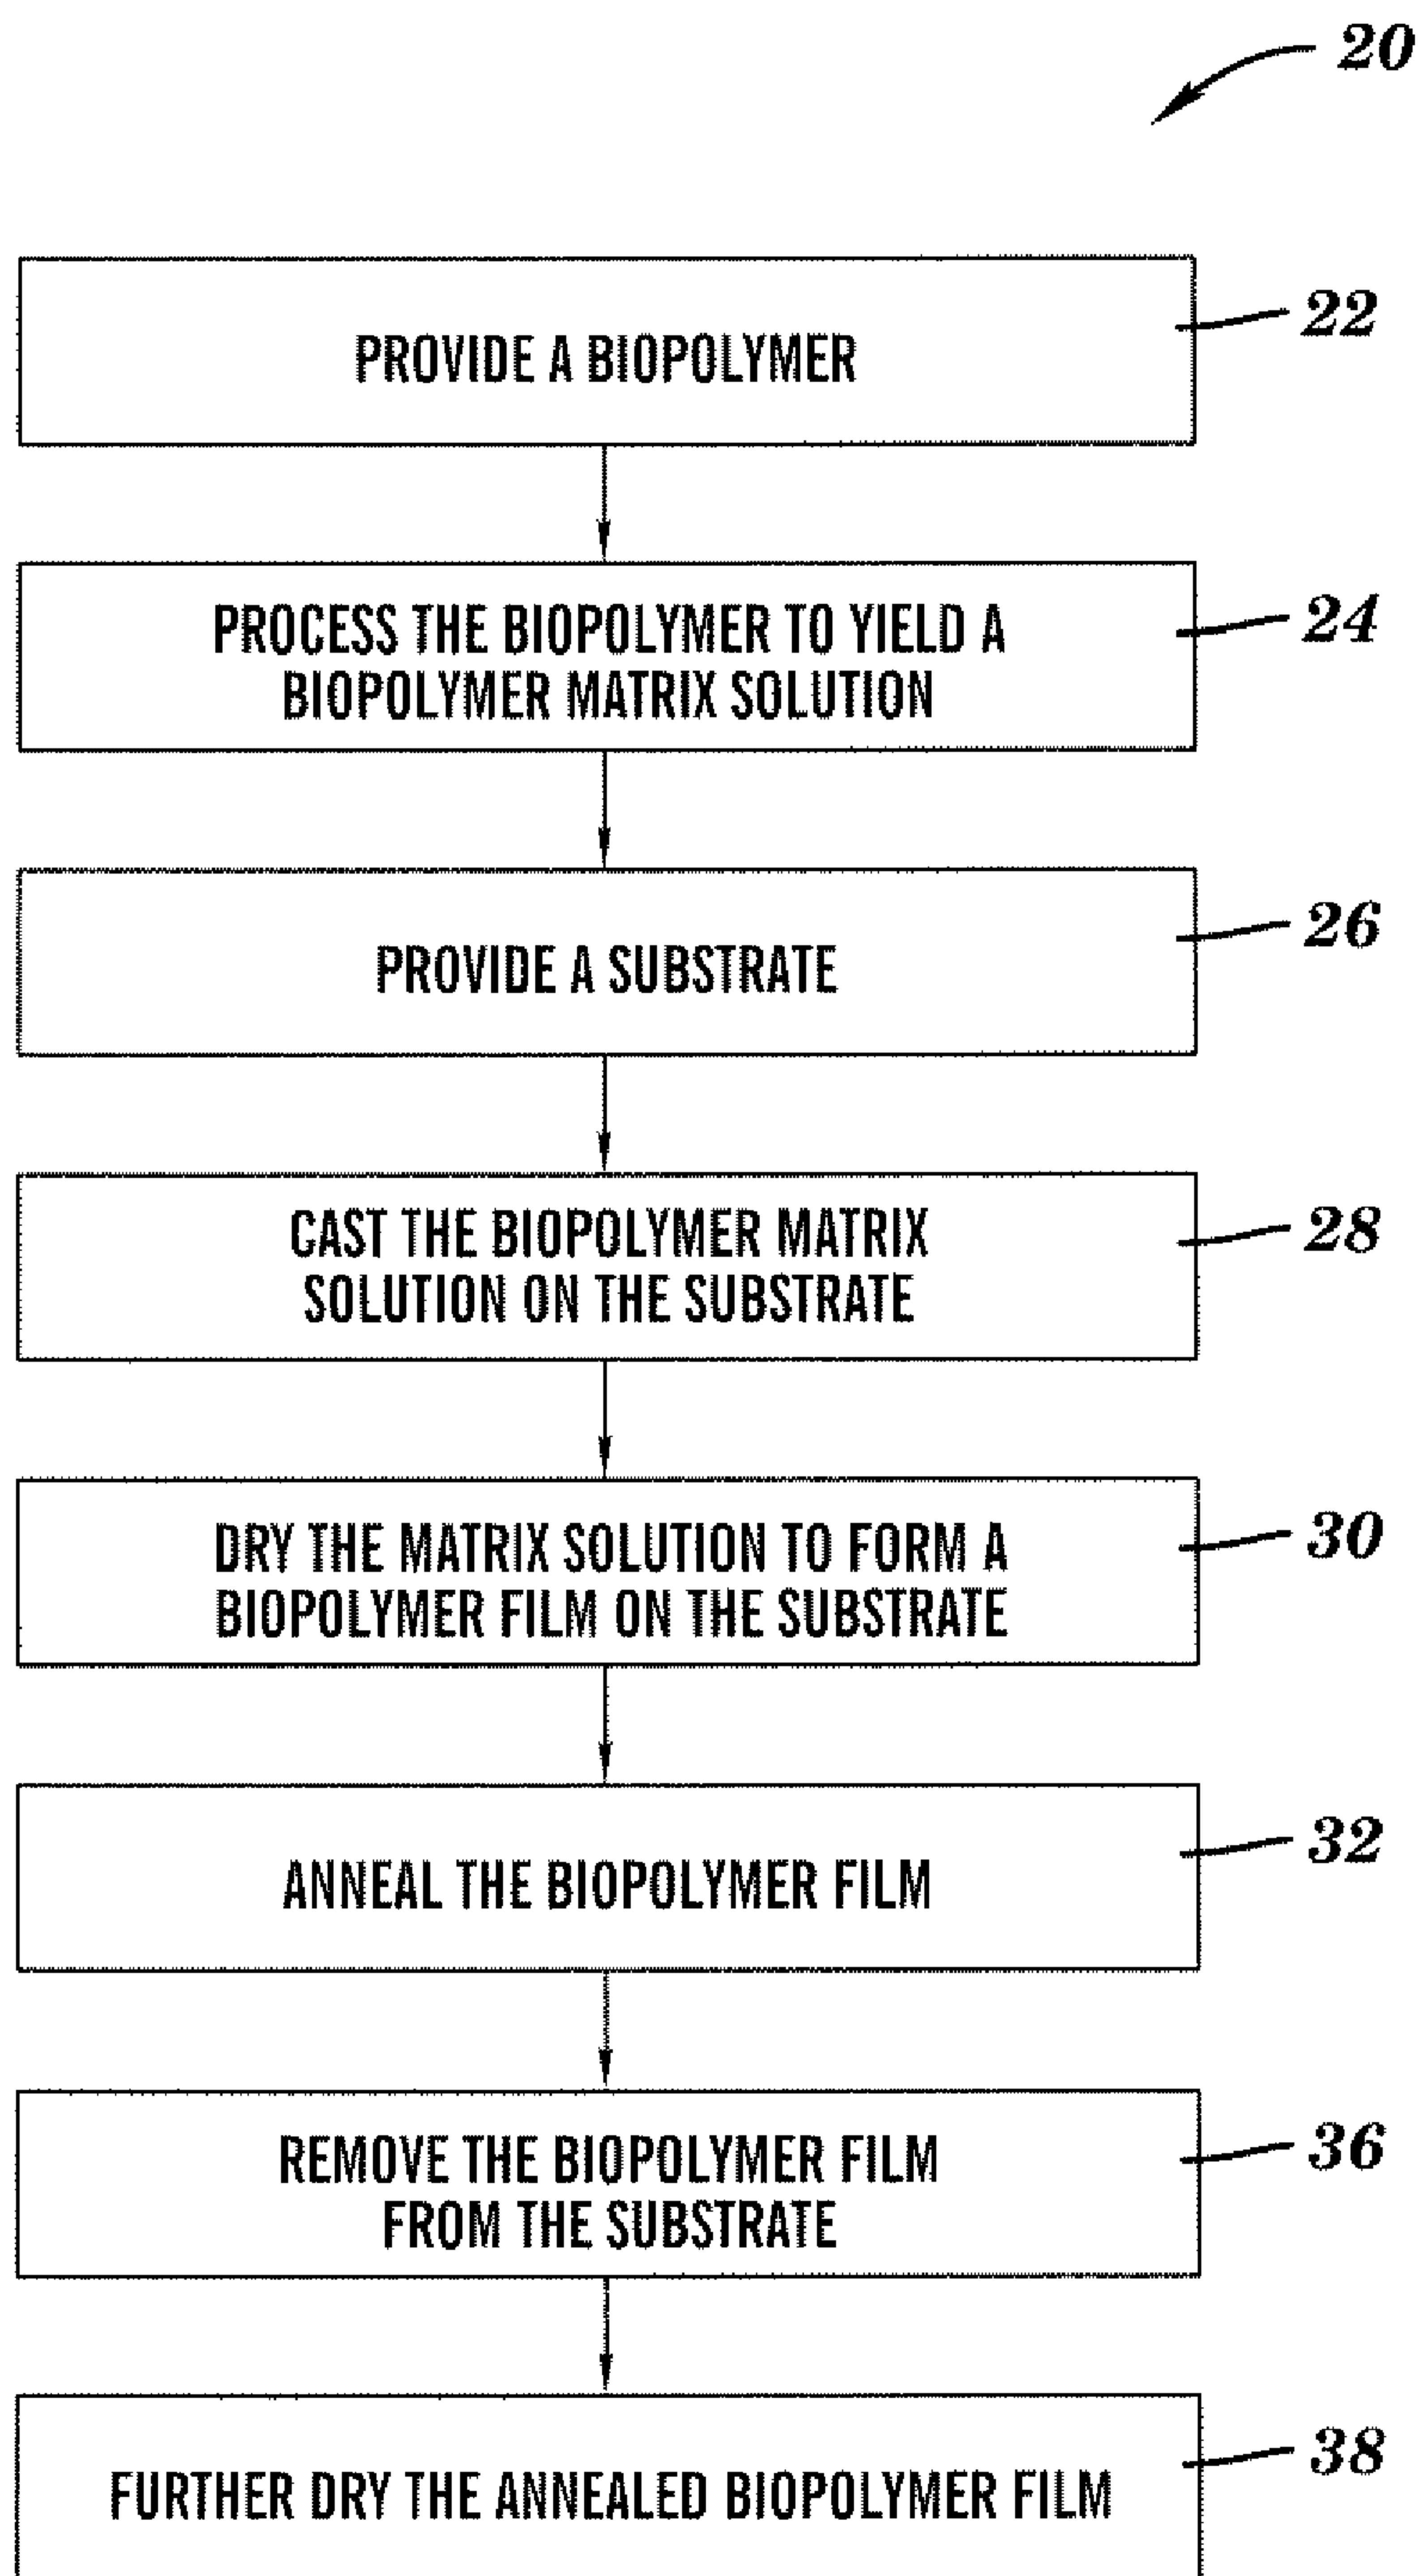 20
PROVIDE A BIOPOLYMER
22
PROCESS THE BIOPOLYMER TO YIELD A
BIOPOLYMER MATRIX SOLUTION
24
PROVIDE A SUBSTRATE
26
CAST THE BIOPOLYMER MATRIX
SOLUTION ON THE SUBSTRATE
28
DRY THE MATRIX SOLUTION TO FORM A
BIOPOLYMER FILM ON THE SUBSTRATE
30
ANNEAL THE BIOPOLYMER FILM
32
REMOVE THE BIOPOLYMER FILM
FROM THE SUBSTRATE
36
FURTHER DRY THE ANNEALED BIOPOLYMER FILM
38